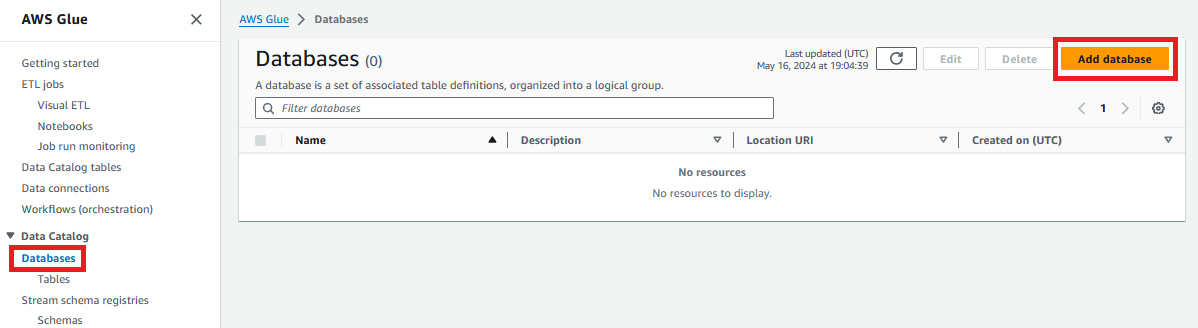 AWS Glue
Getting started
ETL jobs
Visual ETL
Notebooks
Job run monitoring
Data Catalog tables
Data connections
Workflows (orchestration)
Data Catalog
Databases
Tables
Stream schema registries
Schemas
AWS Glue > Databases
Databases (0)
Last updated (UTC)
May 16, 2024 at 19:04:39
Edit
Delete
Add database
A database is a set of associated table definitions, organized into a logical group.
Filter databases
1
Name Description Location URI Created on (UTC)
No resources
No resources to display.